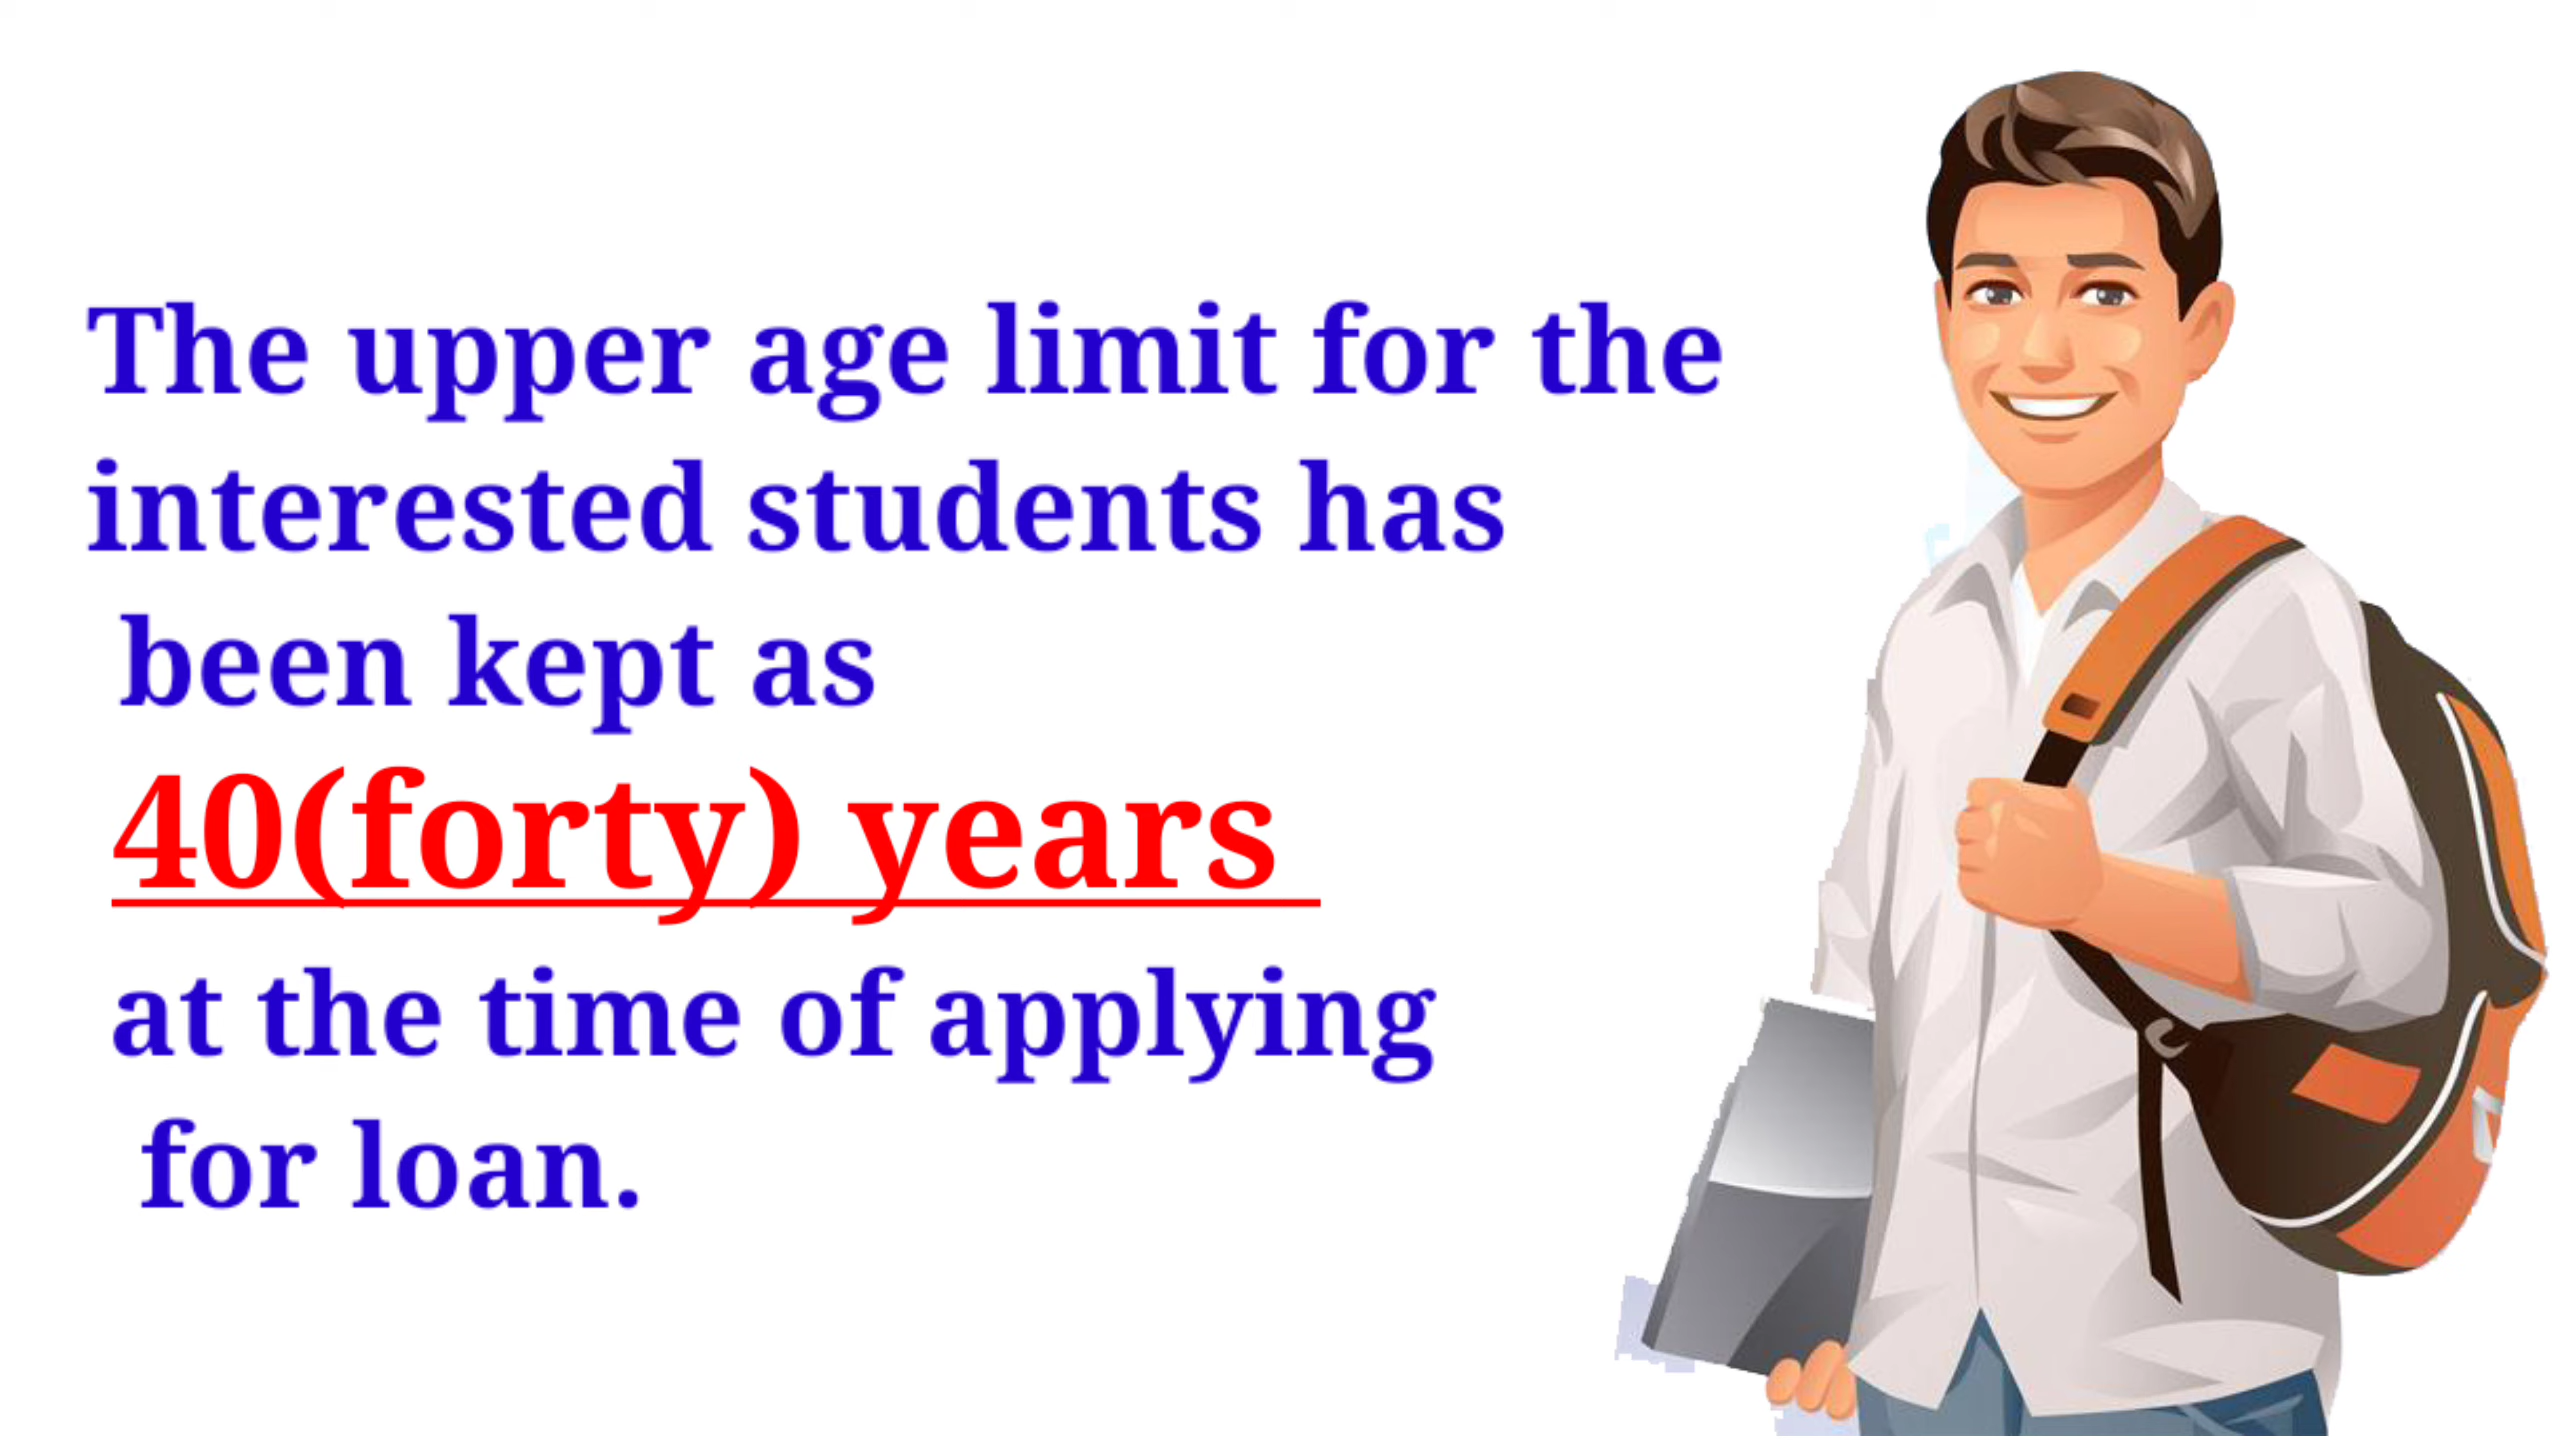 The upper age limit for the
interested students has
been kept as
40(forty) years
at the time of applying
for loan.